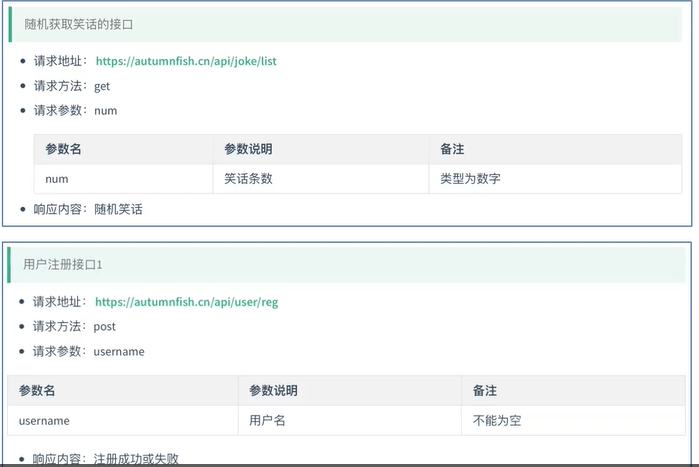 随机获取笑话的接口
请求地址：https://autumnfish.cn/api/joke/list
请求方法：get
请求参数：num
参数名 参数说明 备注
num 笑话条数 类型为数字
响应内容：随机笑话
用户注册接口1
请求地址：https://autumnfish.cn/api/user/reg
请求方法：post
请求参数：username
参数名 参数说明 备注
username 用户名 不能为空
响应内容：注册成功或失败